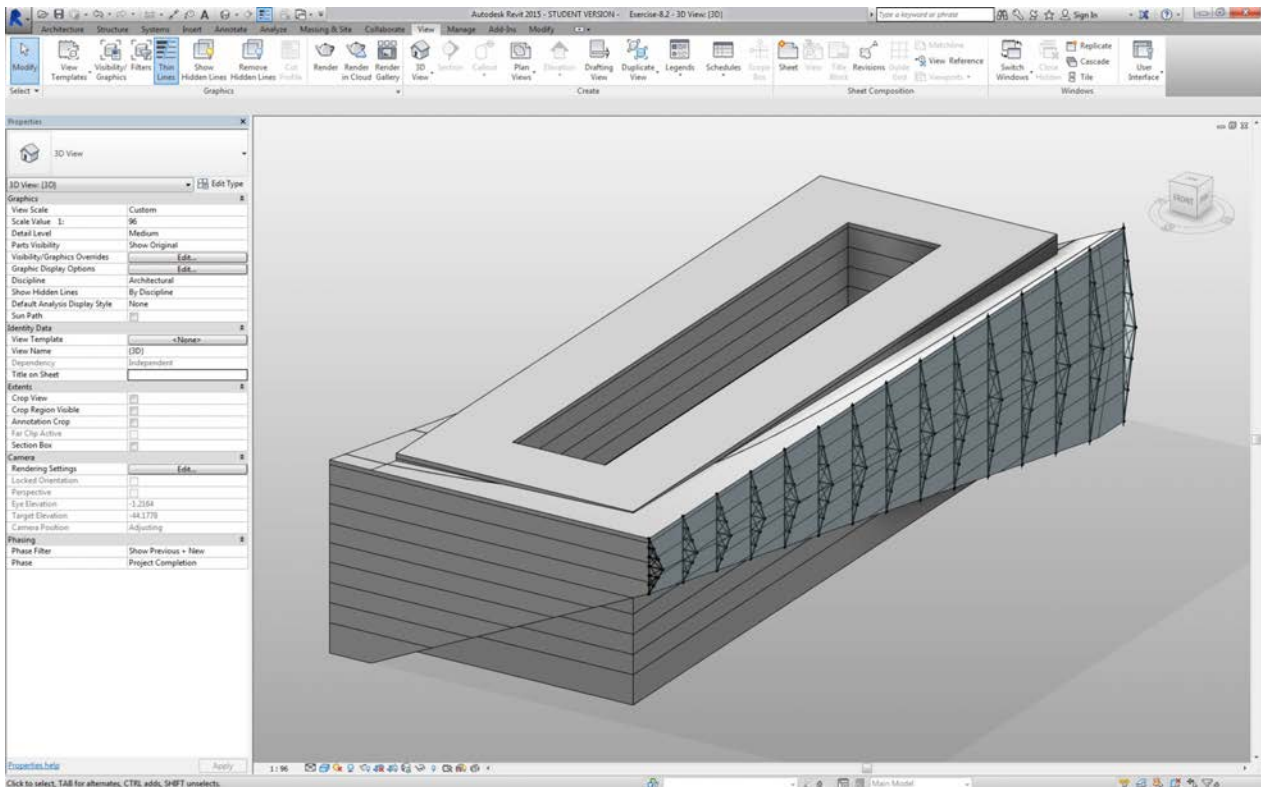 Autodesk Revit 2015 - STUDENT VERSION - Exercise-8.2 - 3D View: {3D}
Type a keyword or phrase
Sign In
Architecture Structure Systems Insert Annotate Analyze Massing & Site Collaborate View Manage Add-Ins Modify
Modify
View Templates
Visibility/ Graphics
Filters
Thin Lines
Show Hidden Lines
Remove Hidden Lines
Cut Profile
Render
Render in Cloud
Render Gallery
3D View
Section
Callout
Plan Views
Elevation
Drafting View
Duplicate View
Legends
Schedules
Scope Box
Sheet
View
Title Block
Revisions
Guide Grid
Matchline
View Reference
Viewports
Switch Windows
Close Hidden
Replicate
Cascade
Tile
User Interface
Select
Graphics
Create
Sheet Composition
Windows
Properties
3D View
3D View: {3D}
Edit Type
Graphics
View Scale Custom
Scale Value 1: 96
Detail Level Medium
Parts Visibility Show Original
Visibility/Graphics Overrides Edit...
Graphic Display Options Edit...
Discipline Architectural
Show Hidden Lines By Discipline
Default Analysis Display Style None
Sun Path
Identity Data
View Template <None>
View Name {3D}
Dependency Independent
Title on Sheet
Extents
Crop View
Crop Region Visible
Annotation Crop
Far Clip Active
Section Box
Camera
Rendering Settings Edit...
Locked Orientation
Perspective
Eye Elevation -1.2164
Target Elevation -44.1778
Camera Position Adjusting
Phasing
Phase Filter Show Previous + New
Phase Project Completion
FRONT
Properties help
Apply
1 : 96
Click to select, TAB for alternates, CTRL adds, SHIFT unselects.
Main Model